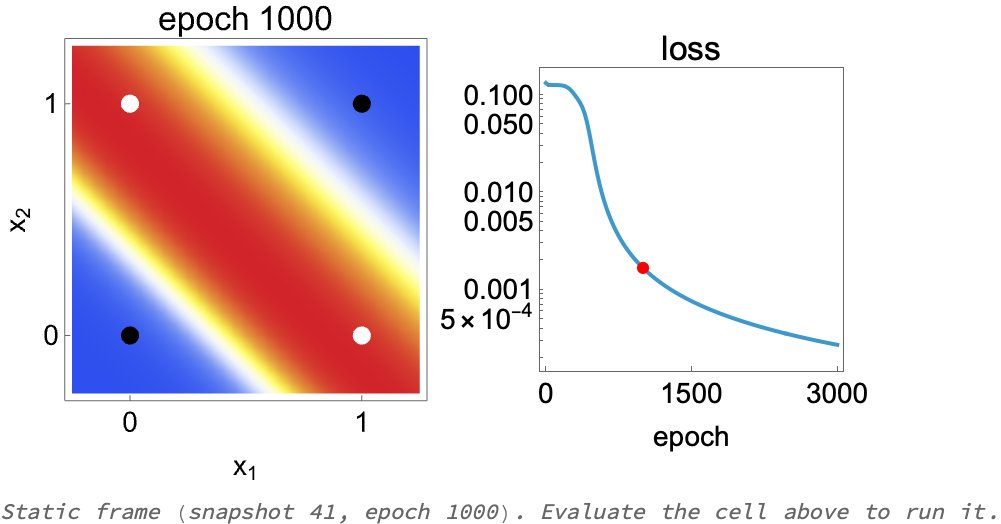 epoch 1000
1
0
x2
0 1
x1
loss
0.100
0.050
0.010
0.005
0.001
5×10−4
0 1500 3000
epoch
Static frame (snapshot 41, epoch 1000). Evaluate the cell above to run it.